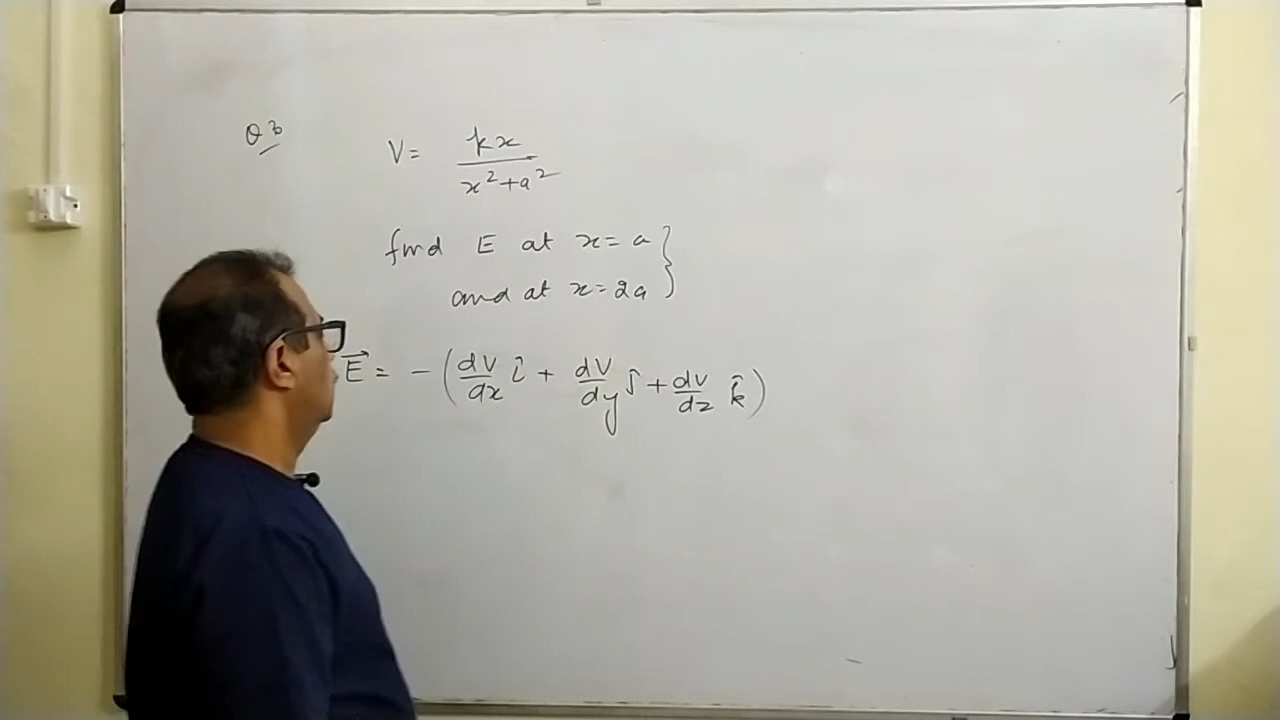 Q3
V = kx / x² + a²
find E at x = a }
and at x = 2a
E⃗ = - ( dV/dx î + dV/dy ĵ + dV/dz k̂ )